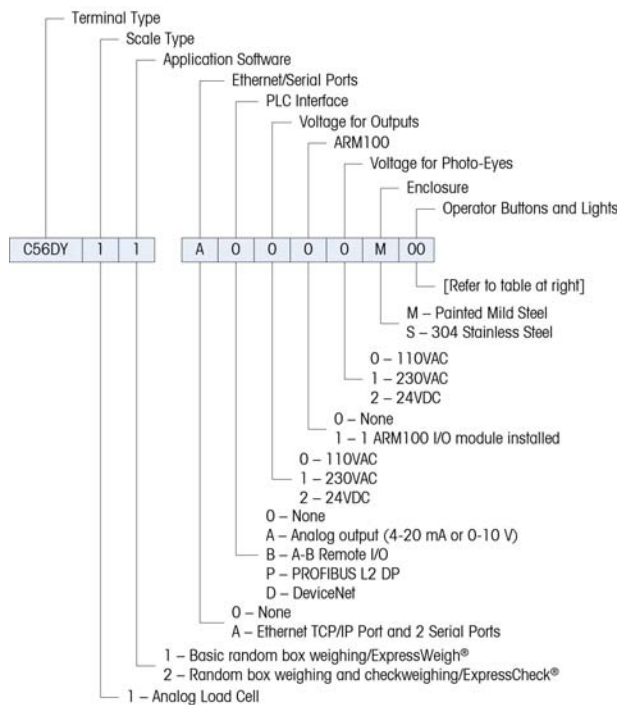 Terminal Type
Scale Type
Application Software
Ethernet/Serial Ports
PLC Interface
Voltage for Outputs
ARM100
Voltage for Photo-Eyes
Enclosure
Operator Buttons and Lights
C56DY 1 1 A 0 0 0 0 M 00
[Refer to table at right]
M – Painted Mild Steel
S – 304 Stainless Steel
0 – 110VAC
1 – 230VAC
2 – 24VDC
0 – None
1 – 1 ARM100 I/O module installed
0 – 110VAC
1 – 230VAC
2 – 24VDC
0 – None
A – Analog output (4-20 mA or 0-10 V)
B – A-B Remote I/O
P – PROFIBUS L2 DP
D – DeviceNet
0 – None
A – Ethernet TCP/IP Port and 2 Serial Ports
1 – Basic random box weighing/ExpressWeigh®
2 – Random box weighing and checkweighing/ExpressCheck®
1 – Analog Load Cell